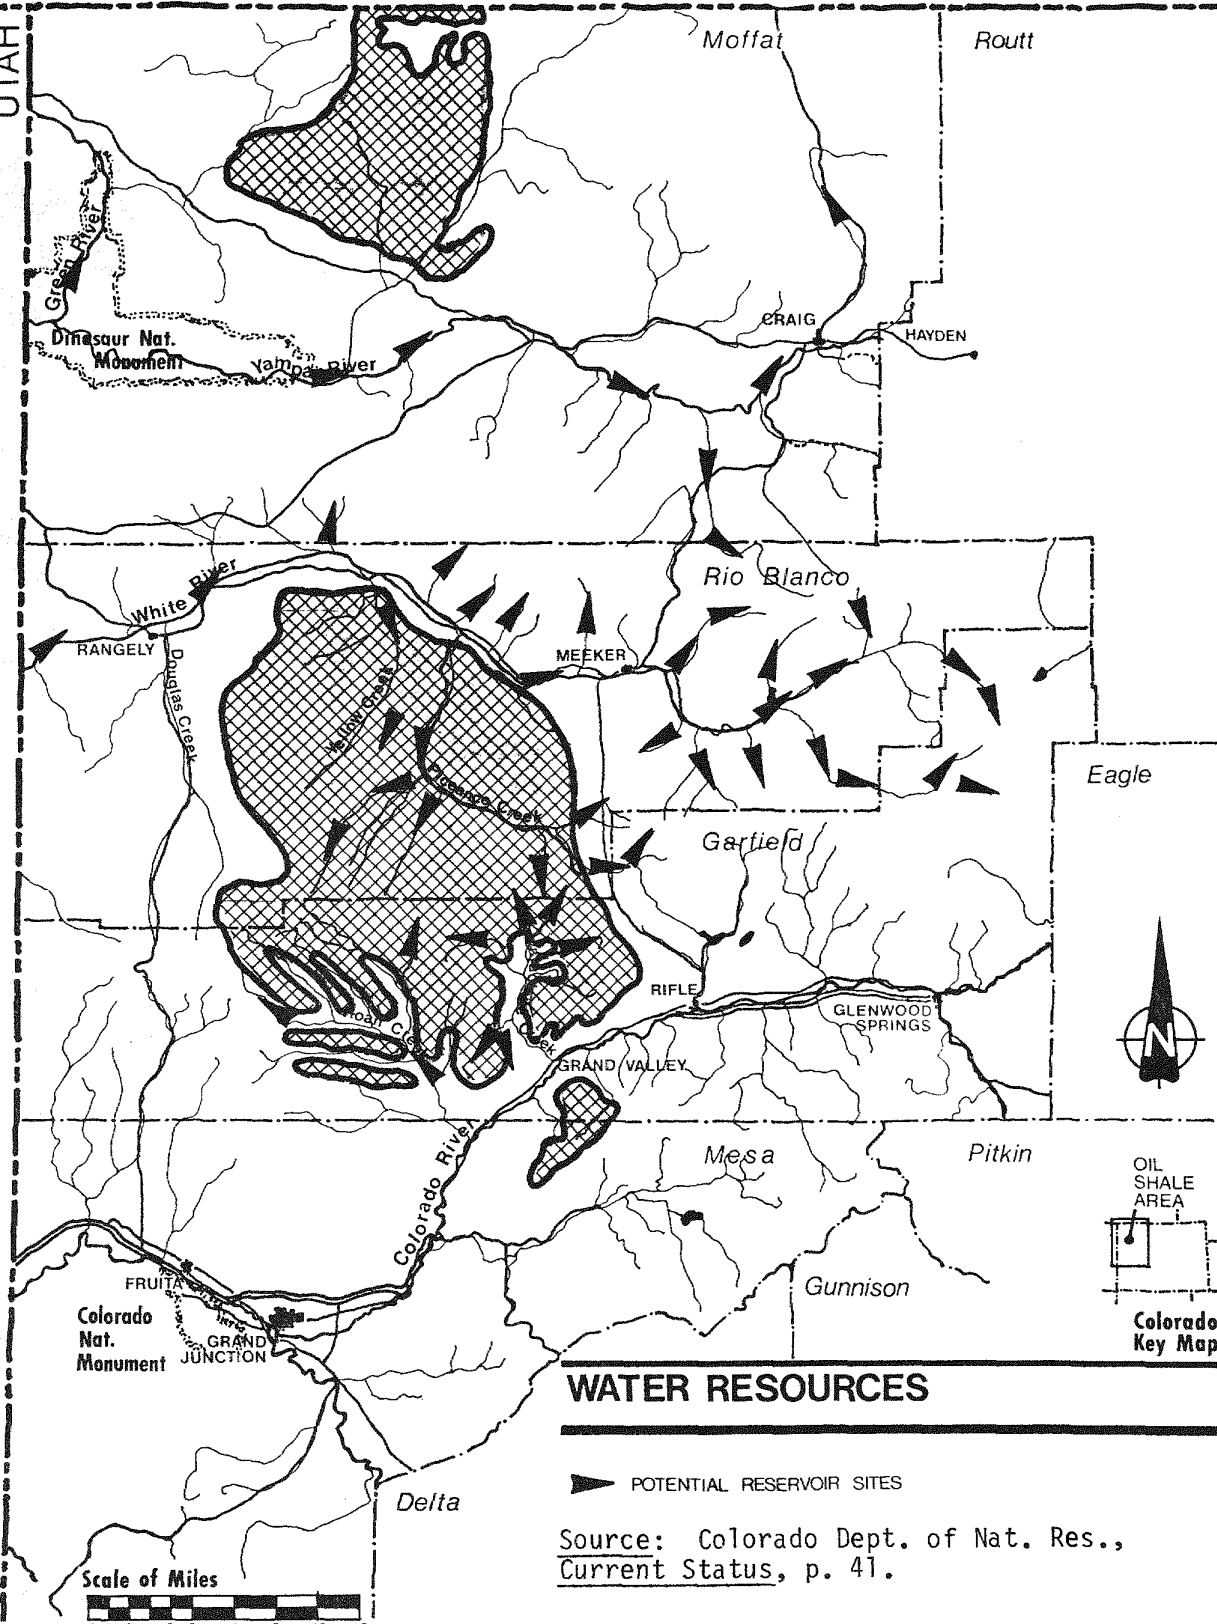 UTAH
Moffat
Routt
Green River
Dinosaur Nat.
Monument
Yampa River
CRAIG
HAYDEN
White River
RANGELY
Douglas Creek
Rio Blanco
MEEKER
Yellow Creek
Piceance Creek
Eagle
Garfield
RIFLE
GLENWOOD
SPRINGS
Roan Creek
GRAND VALLEY
N
Colorado River
Mesa
Pitkin
OIL
SHALE
AREA
Gunnison
Colorado
Key Map
FRUITA
Colorado
Nat.
Monument
GRAND
JUNCTION
WATER RESOURCES
POTENTIAL RESERVOIR SITES
Delta
Source: Colorado Dept. of Nat. Res.,
Current Status, p. 41.
Scale of Miles